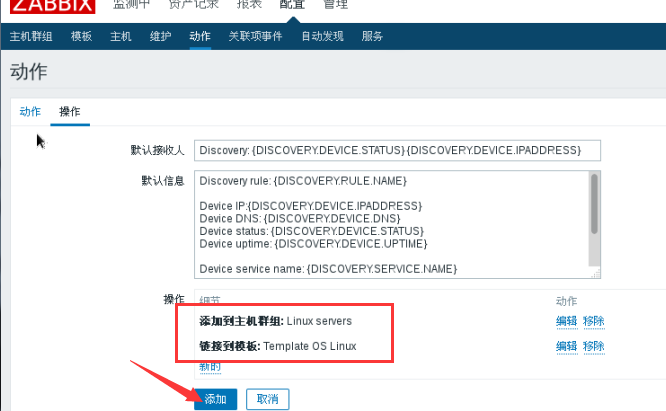 ZABBIX 监测中 资产记录 报表 配置 管理
主机群组 模板 主机 维护 动作 关联项事件 自动发现 服务
动作
动作 操作
默认接收人 Discovery: {DISCOVERY.DEVICE.STATUS} {DISCOVERY.DEVICE.IPADDRESS}
默认信息 Discovery rule: {DISCOVERY.RULE.NAME}
Device IP:{DISCOVERY.DEVICE.IPADDRESS}
Device DNS: {DISCOVERY.DEVICE.DNS}
Device status: {DISCOVERY.DEVICE.STATUS}
Device uptime: {DISCOVERY.DEVICE.UPTIME}
Device service name: {DISCOVERY.SERVICE.NAME}
操作 细节 动作
添加到主机群组: Linux servers 编辑 移除
链接到模板: Template OS Linux 编辑 移除
新的
添加 取消